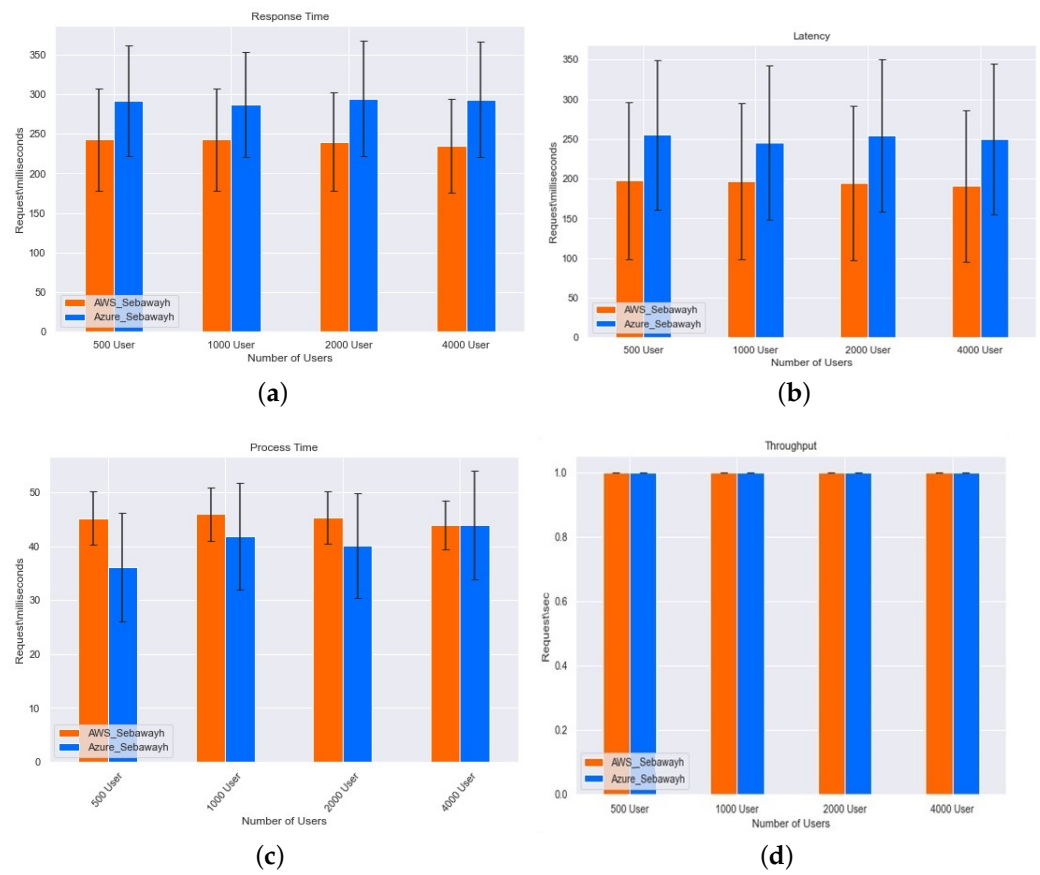 Response Time
Request\milliseconds
350
300
250
200
150
100
50
0
AWS_Sebawayh
Azure_Sebawayh
500 User 1000 User 2000 User 4000 User
Number of Users
(a)
Latency
Request\milliseconds
350
300
250
200
150
100
50
0
AWS_Sebawayh
Azure_Sebawayh
500 User 1000 User 2000 User 4000 User
Number of Users
(b)
Process Time
Request\milliseconds
50
40
30
20
10
0
AWS_Sebawayh
Azure_Sebawayh
500 User 1000 User 2000 User 4000 User
Number of Users
(c)
Throughput
Request\sec
1.0
0.8
0.6
0.4
0.2
0.0
AWS_Sebawayh
Azure_Sebawayh
500 User 1000 User 2000 User 4000 User
Number of Users
(d)